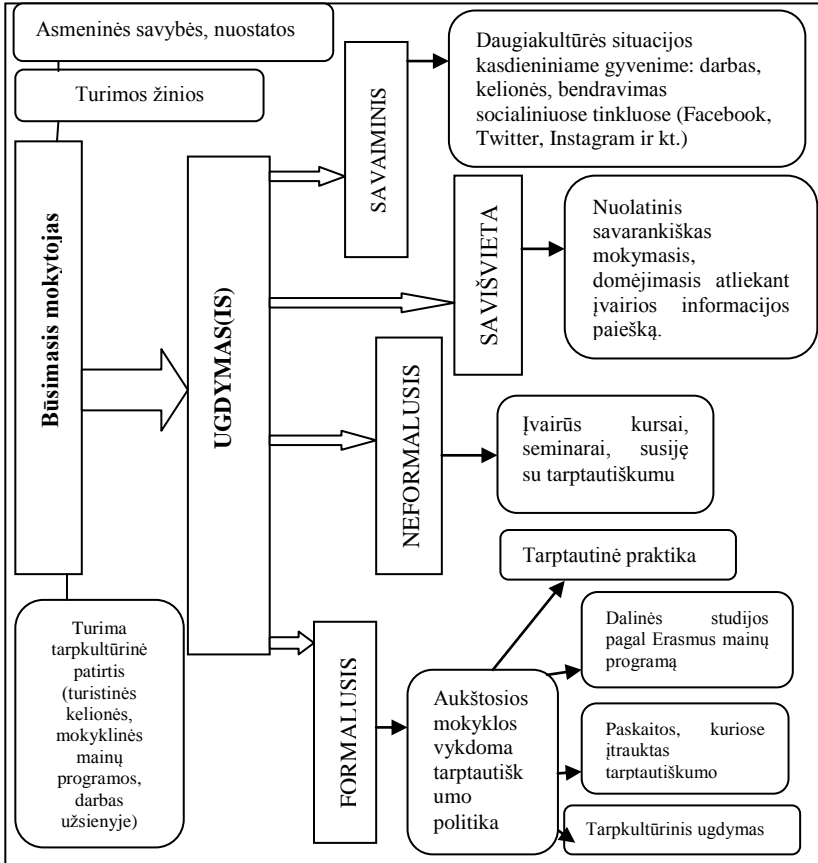 Asmeninės savybės, nuostatos
Turimos žinios
Būsimasis mokytojas
Turima
tarpkultūrinė
patirtis
(turistinės
kelionės,
mokyklinės
mainų
programos,
darbas
užsienyje)
UGDYMAS(IS)
SAVAIMINIS
Daugiakultūrės situacijos
kasdieniniame gyvenime: darbas,
kelionės, bendravimas
socialiniuose tinkluose (Facebook,
Twitter, Instagram ir kt.)
SAVIŠVIETA
Nuolatinis
savarankiškas
mokymasis,
domėjimasis atliekant
įvairios informacijos
paiešką.
NEFORMALUSIS
Įvairūs kursai,
seminarai, susiję
su tarptautiškumu
FORMALUSIS
Aukštosios
mokyklos
vykdoma
tarptautišk
umo
politika
Tarptautinė praktika
Dalinės studijos
pagal Erasmus mainų
programą
Paskaitos, kuriose
įtrauktas
tarptautiškumo
Tarpkultūrinis ugdymas